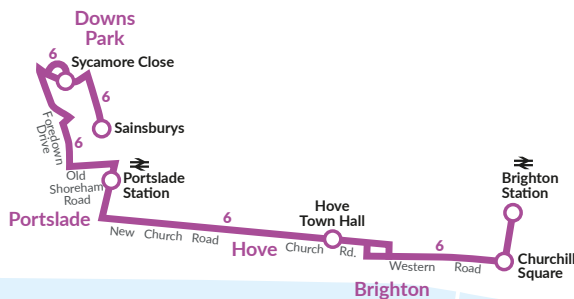 Downs
Park
6
Sycamore Close
6
Sainsburys
Foredown
Drive
6
Old
Shoreham
Road
Portslade
Station
Portslade
New Church Road
6
Hove
Hove
Town Hall
Church Rd.
6
Western Road
Brighton
Brighton
Station
Churchill
Square